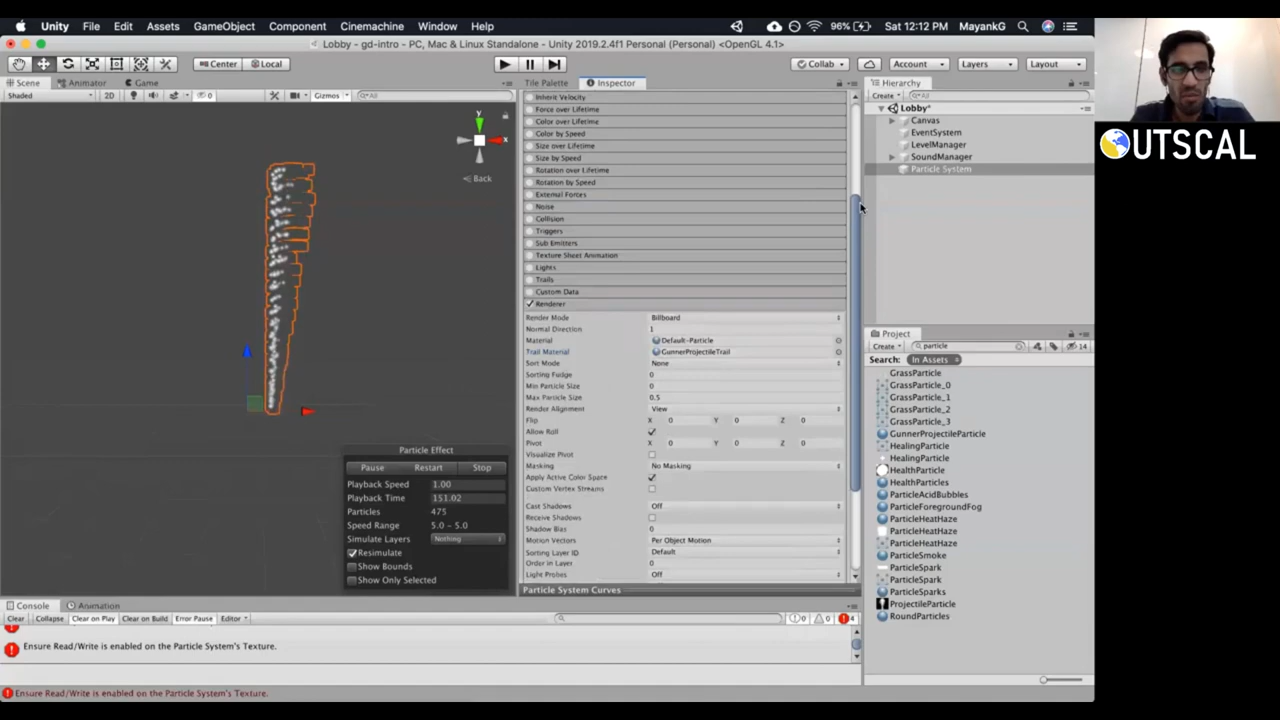 Unity File Edit Assets GameObject Component Cinemachine Window Help 96% Sat 12:12 PM MayankG
Lobby - gd-intro - PC, Mac & Linux Standalone - Unity 2019.2.4f1 Personal (Personal) <OpenGL 4.1>
Center Local Collab Account Layers Layout
Scene Animator Game Tile Palette Inspector Hierarchy
Shaded 2D 0 Gizmos All Create All
Inherit Velocity
Force over Lifetime
Color over Lifetime
Color by Speed
Size over Lifetime
Size by Speed
Rotation over Lifetime
Rotation by Speed
External Forces
Noise
Collision
Triggers
Sub Emitters
Texture Sheet Animation
Lights
Trails
Custom Data
Renderer
Render Mode Billboard
Normal Direction 1
Material Default-Particle
Trail Material GunnerProjectileTrail
Sort Mode None
Sorting Fudge 0
Min Particle Size 0
Max Particle Size 0.5
Render Alignment View
Flip X 0 Y 0 Z 0
Allow Roll
Pivot X 0 Y 0 Z 0
Visualize Pivot
Masking No Masking
Apply Active Color Space
Custom Vertex Streams
Cast Shadows Off
Receive Shadows
Shadow Bias 0
Motion Vectors Per Object Motion
Sorting Layer ID Default
Order in Layer 0
Light Probes Off
Particle System Curves
y
x
Back
Particle Effect
Pause Restart Stop
Playback Speed 1.00
Playback Time 151.02
Particles 475
Speed Range 5.0 - 5.0
Simulate Layers Nothing
Resimulate
Show Bounds
Show Only Selected
Lobby*
Canvas
EventSystem
LevelManager
SoundManager
Particle System
Project
Create particle 14
Search: In Assets
GrassParticle
GrassParticle_0
GrassParticle_1
GrassParticle_2
GrassParticle_3
GunnerProjectileParticle
HealingParticle
HealingParticle
HealthParticle
HealthParticles
ParticleAcidBubbles
ParticleForegroundFog
ParticleHeatHaze
ParticleHeatHaze
ParticleHeatHaze
ParticleSmoke
ParticleSpark
ParticleSpark
ParticleSparks
ProjectileParticle
RoundParticles
Console Animation
Clear Collapse Clear on Play Clear on Build Error Pause Editor 0 0 4
Ensure Read/Write is enabled on the Particle System's Texture.
Ensure Read/Write is enabled on the Particle System's Texture.
OUTSCAL